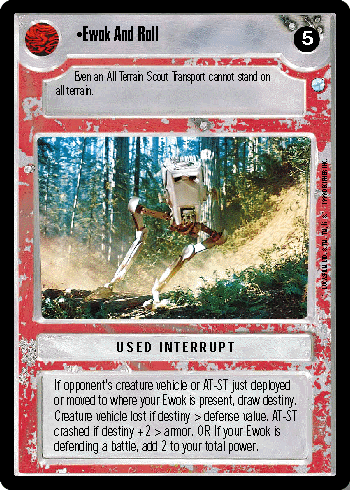 •Ewok And Roll
5
Even an All Terrain Scout Transport cannot stand on
all terrain.
USED INTERRUPT
If opponent's creature vehicle or AT-ST just deployed
or moved to where your Ewok is present, draw destiny.
Creature vehicle lost if destiny > defense value. AT-ST
crashed if destiny + 2 > armor. OR If your Ewok is
defending a battle, add 2 to your total power.